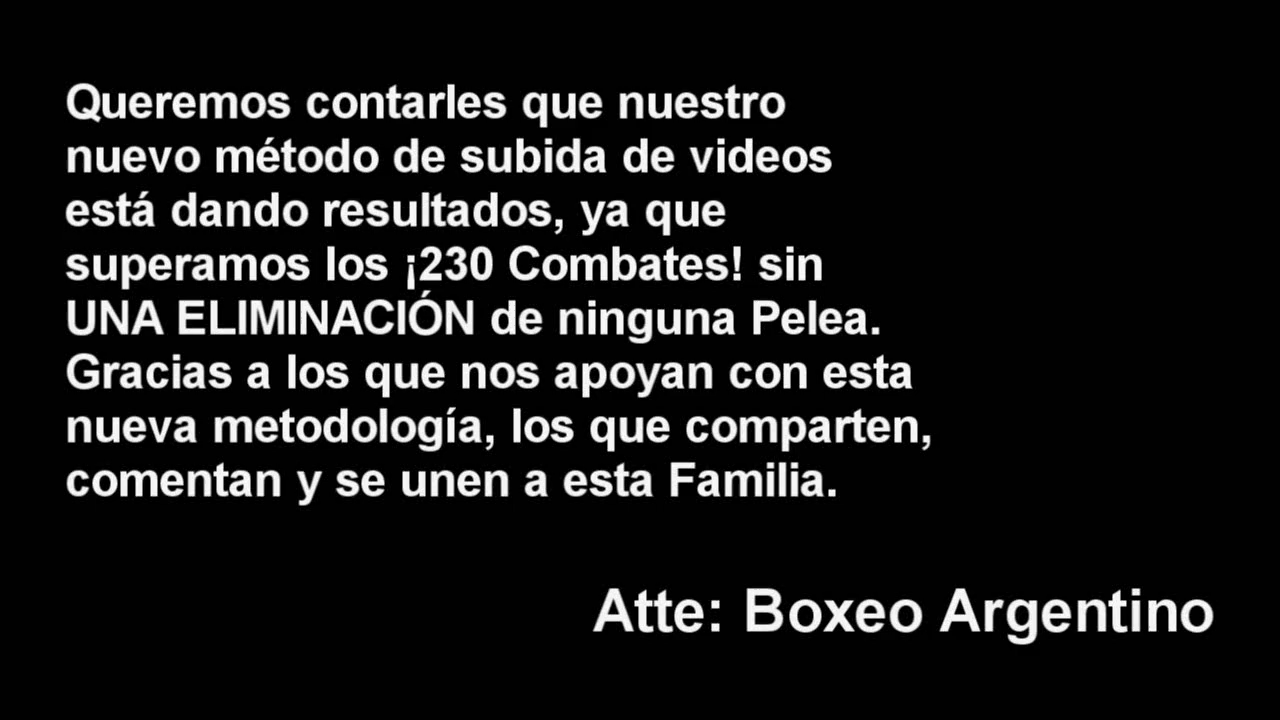 Queremos contarles que nuestro
nuevo método de subida de videos
está dando resultados, ya que
superamos los ¡230 Combates! sin
UNA ELIMINACIÓN de ninguna Pelea.
Gracias a los que nos apoyan con esta
nueva metodología, los que comparten,
comentan y se unen a esta Familia.
Atte: Boxeo Argentino